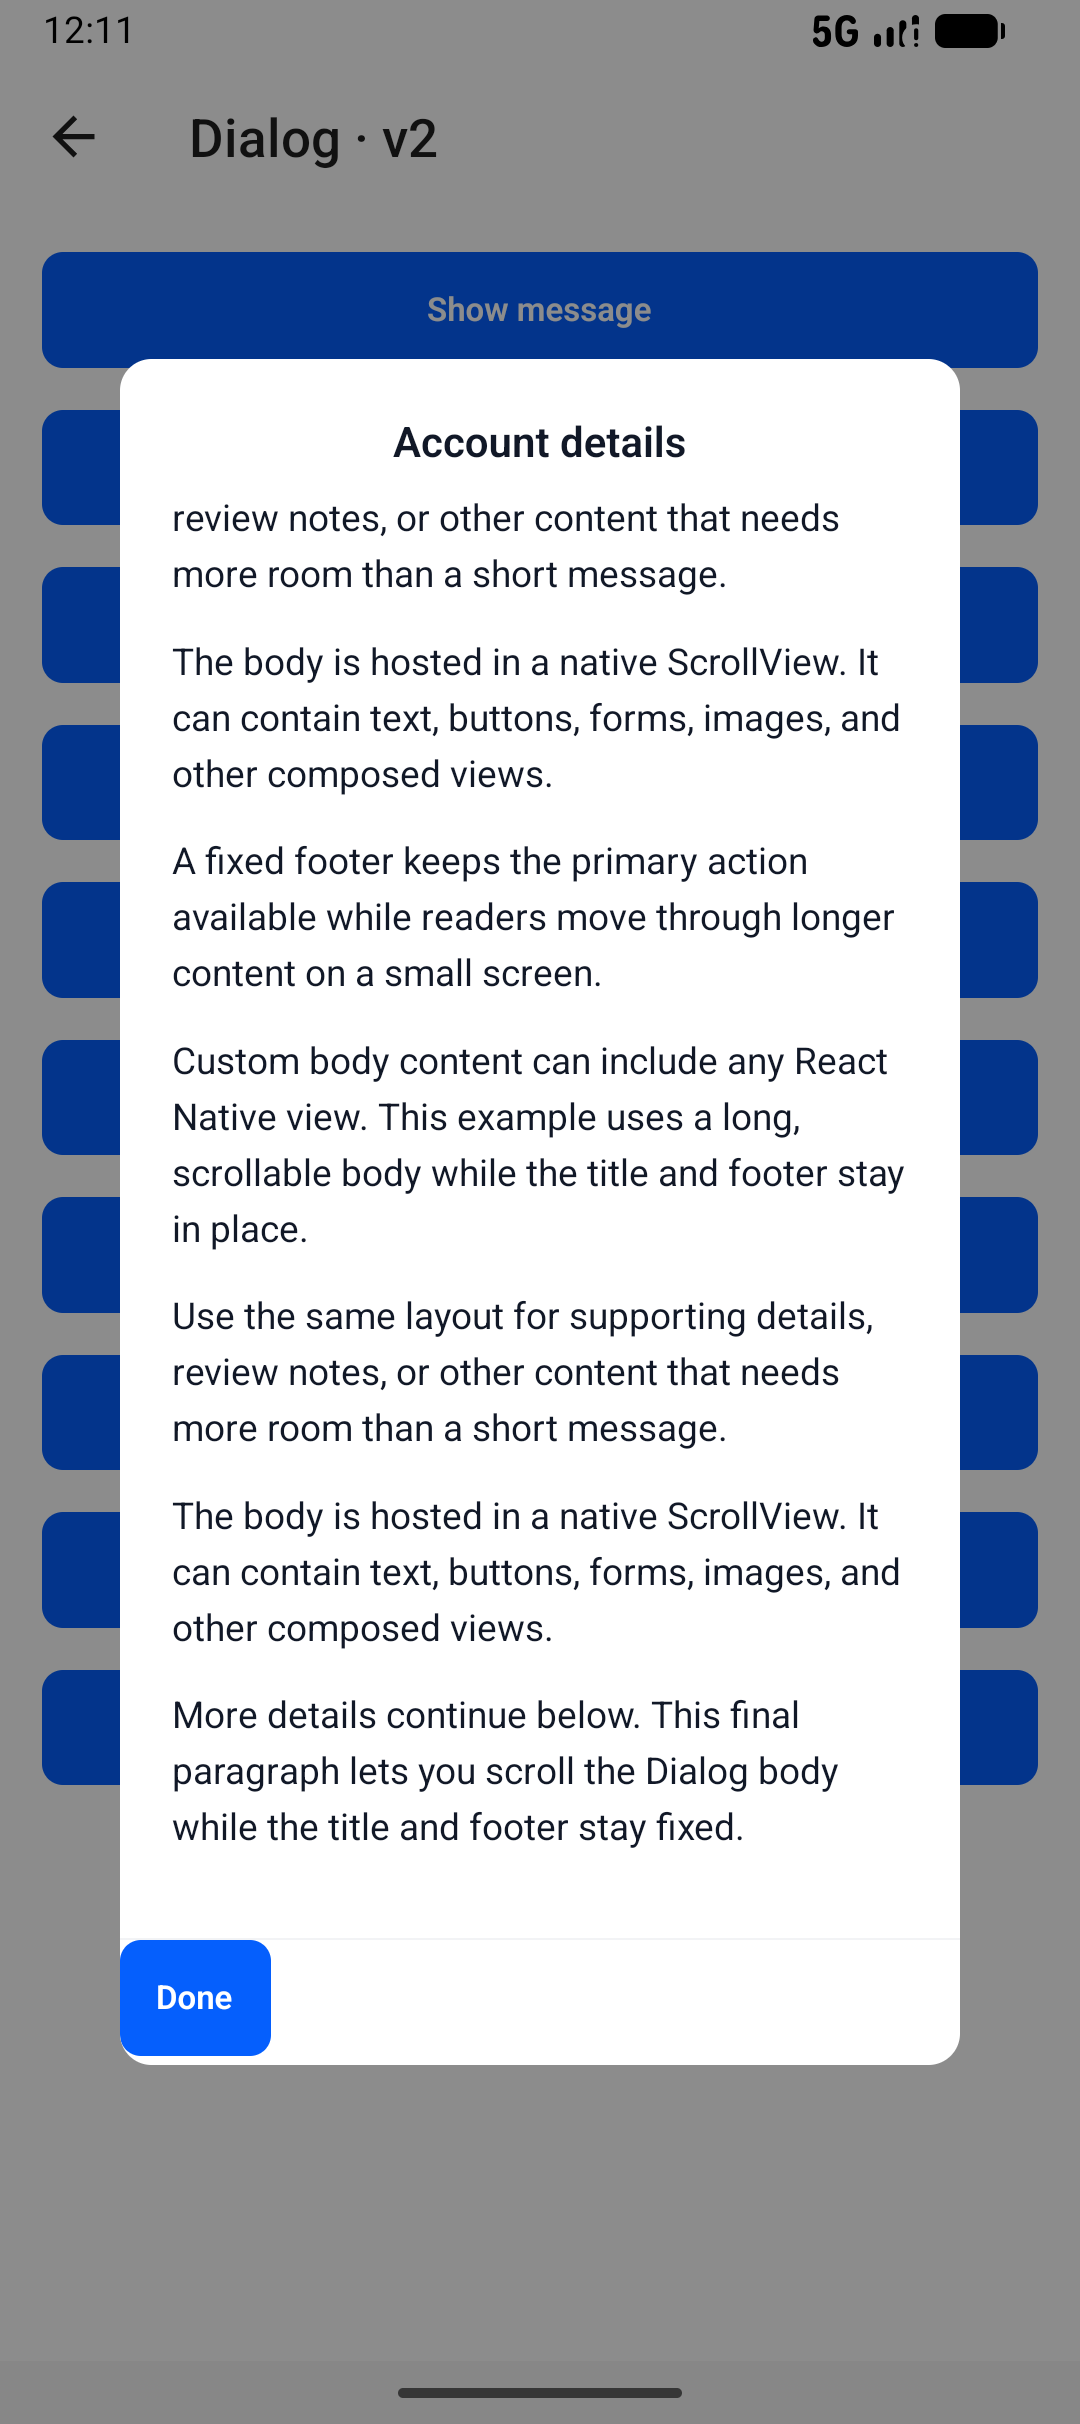 12:11
5G
Dialog · v2
Show message
Account details
review notes, or other content that needs
more room than a short message.
The body is hosted in a native ScrollView. It
can contain text, buttons, forms, images, and
other composed views.
A fixed footer keeps the primary action
available while readers move through longer
content on a small screen.
Custom body content can include any React
Native view. This example uses a long,
scrollable body while the title and footer stay
in place.
Use the same layout for supporting details,
review notes, or other content that needs
more room than a short message.
The body is hosted in a native ScrollView. It
can contain text, buttons, forms, images, and
other composed views.
More details continue below. This final
paragraph lets you scroll the Dialog body
while the title and footer stay fixed.
Done